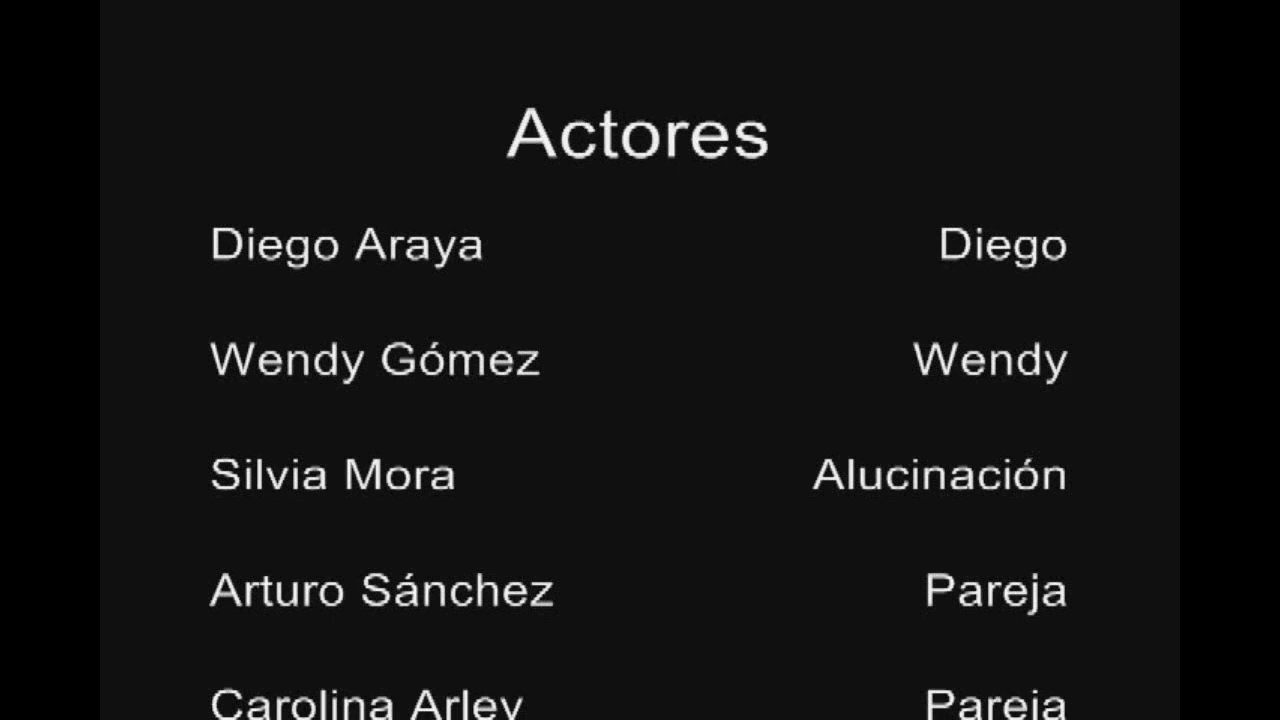 Actores
Diego Araya Diego
Wendy Gómez Wendy
Silvia Mora Alucinación
Arturo Sánchez Pareja
Carolina Arley Pareja